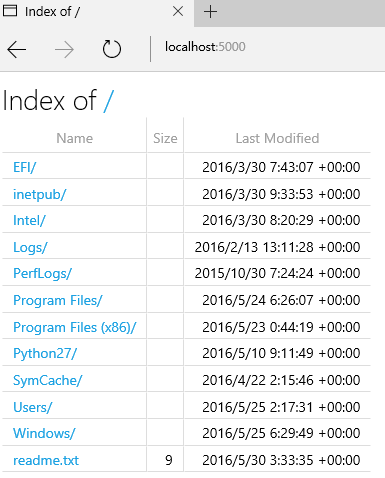 Index of /
localhost:5000
Index of /
Name Size Last Modified
EFI/ 2016/3/30 7:43:07 +00:00
inetpub/ 2016/3/30 9:33:53 +00:00
Intel/ 2016/3/30 8:20:29 +00:00
Logs/ 2016/2/13 13:11:28 +00:00
PerfLogs/ 2015/10/30 7:24:24 +00:00
Program Files/ 2016/5/24 6:26:07 +00:00
Program Files (x86)/ 2016/5/23 0:44:19 +00:00
Python27/ 2016/5/10 9:11:49 +00:00
SymCache/ 2016/4/22 2:15:46 +00:00
Users/ 2016/5/25 2:17:31 +00:00
Windows/ 2016/5/25 6:29:49 +00:00
readme.txt 9 2016/5/30 3:33:35 +00:00